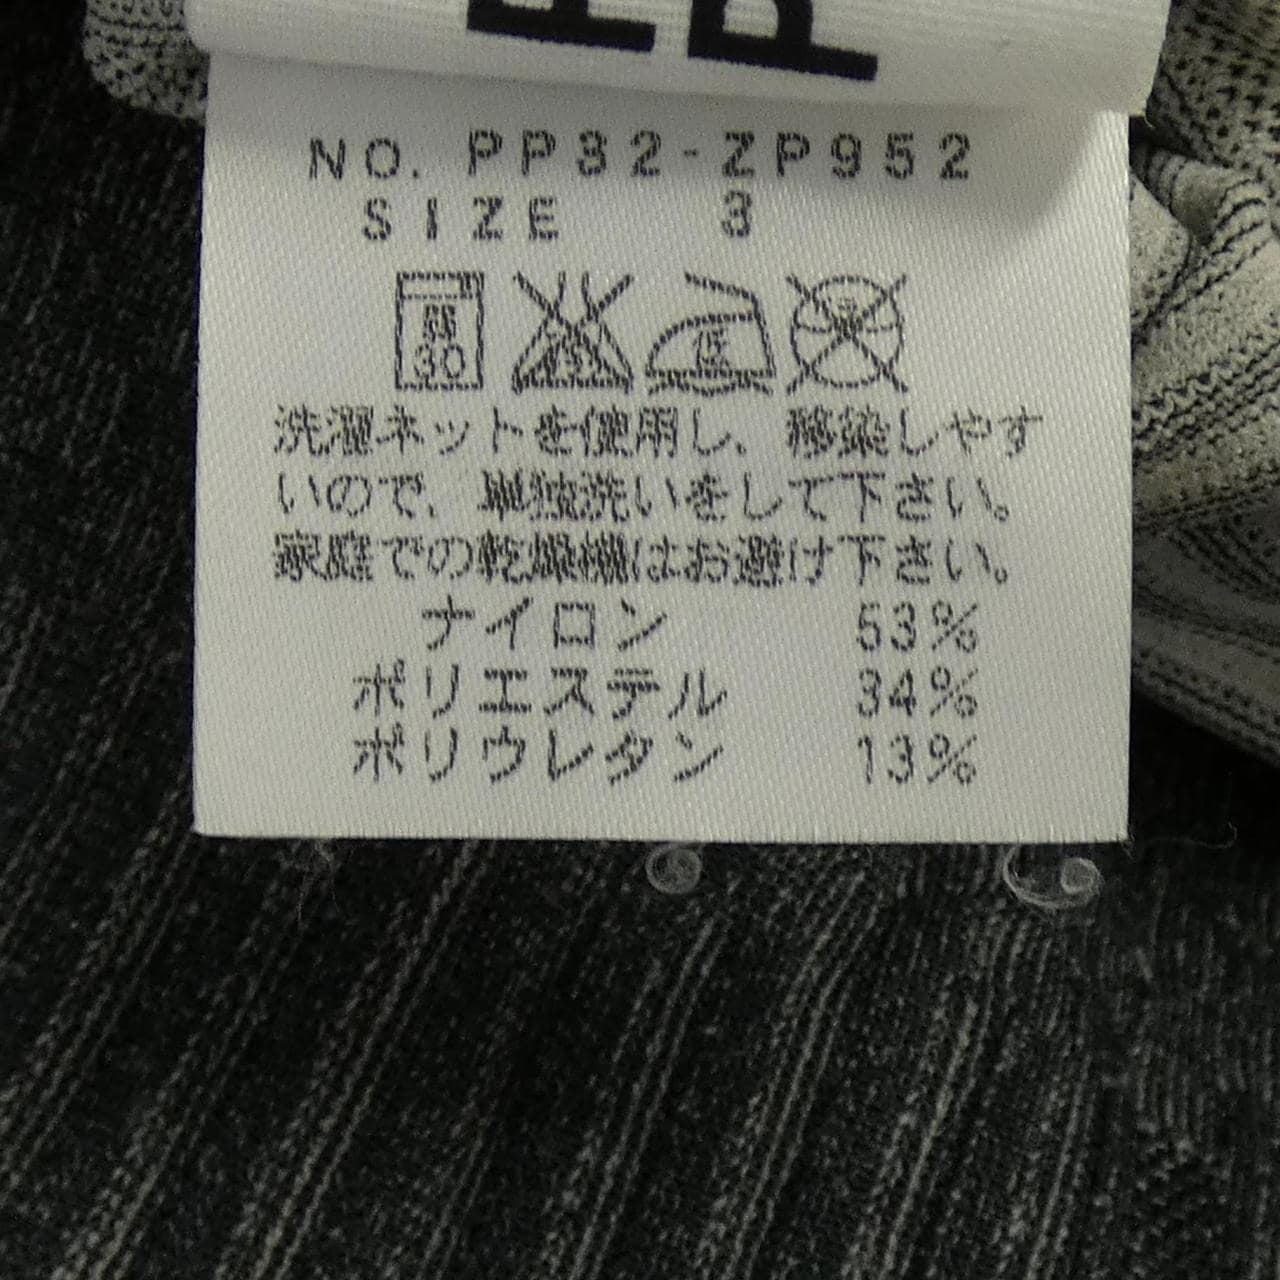 NO. PP32-ZP952
SIZE 3
弱
30
洗濯ネットを使用し、移染しやす
いので、単独洗いをして下さい。
家庭での乾燥機はお避け下さい。
ナイロン 53%
ポリエステル 34%
ポリウレタン 13%